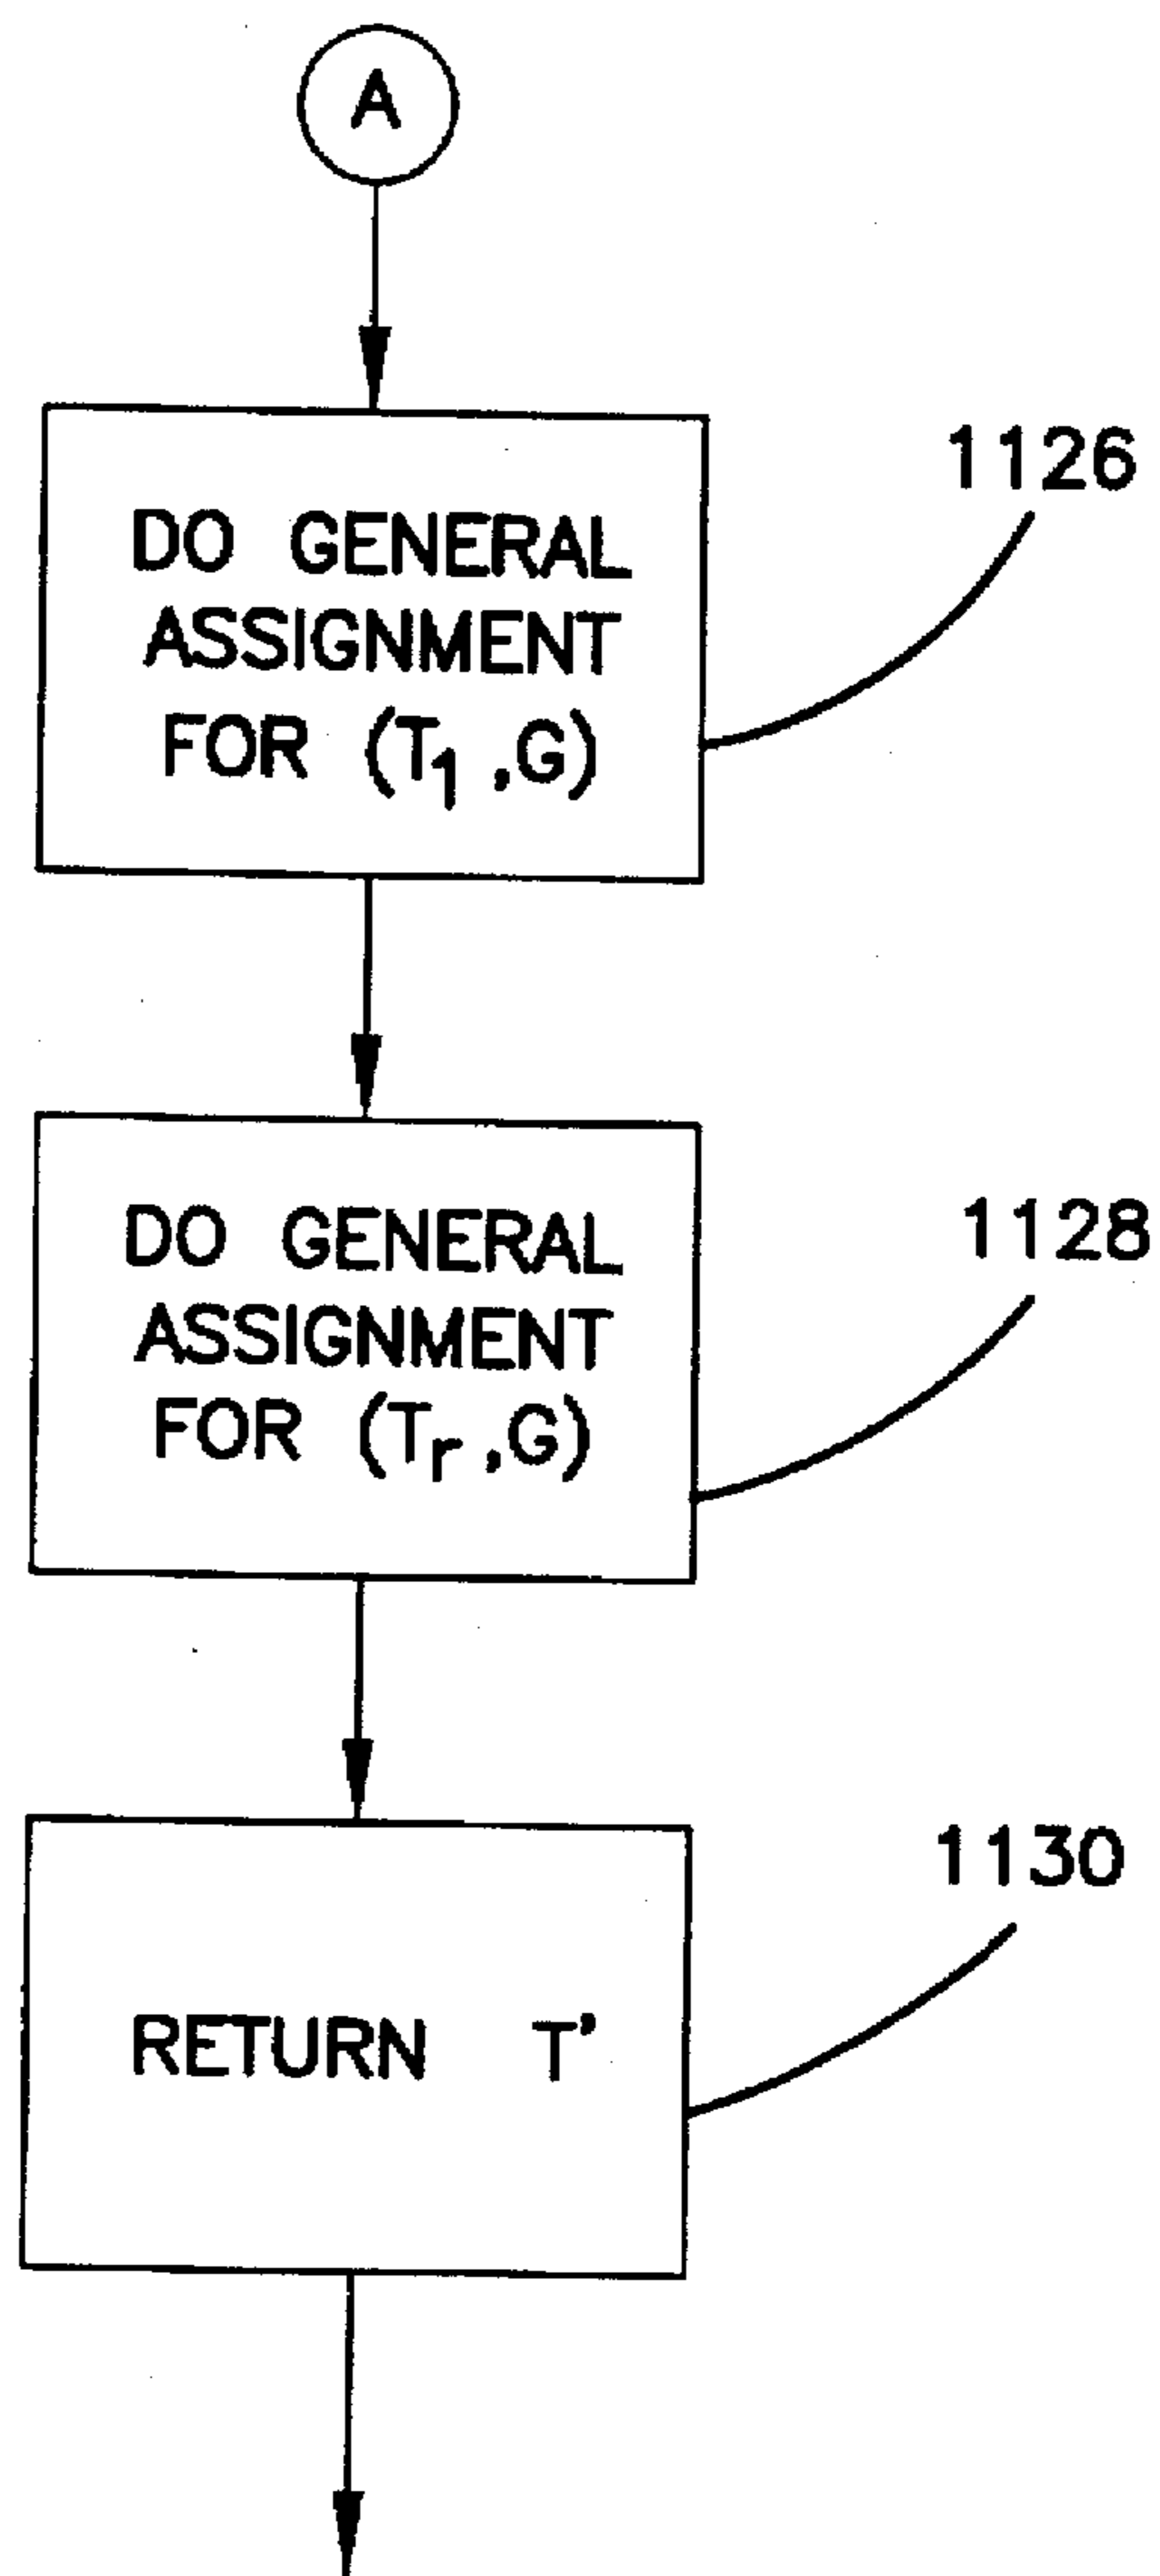 A
DO GENERAL
ASSIGNMENT
FOR (T₁,G)
1126
DO GENERAL
ASSIGNMENT
FOR (Tᵣ,G)
1128
RETURN T'
1130